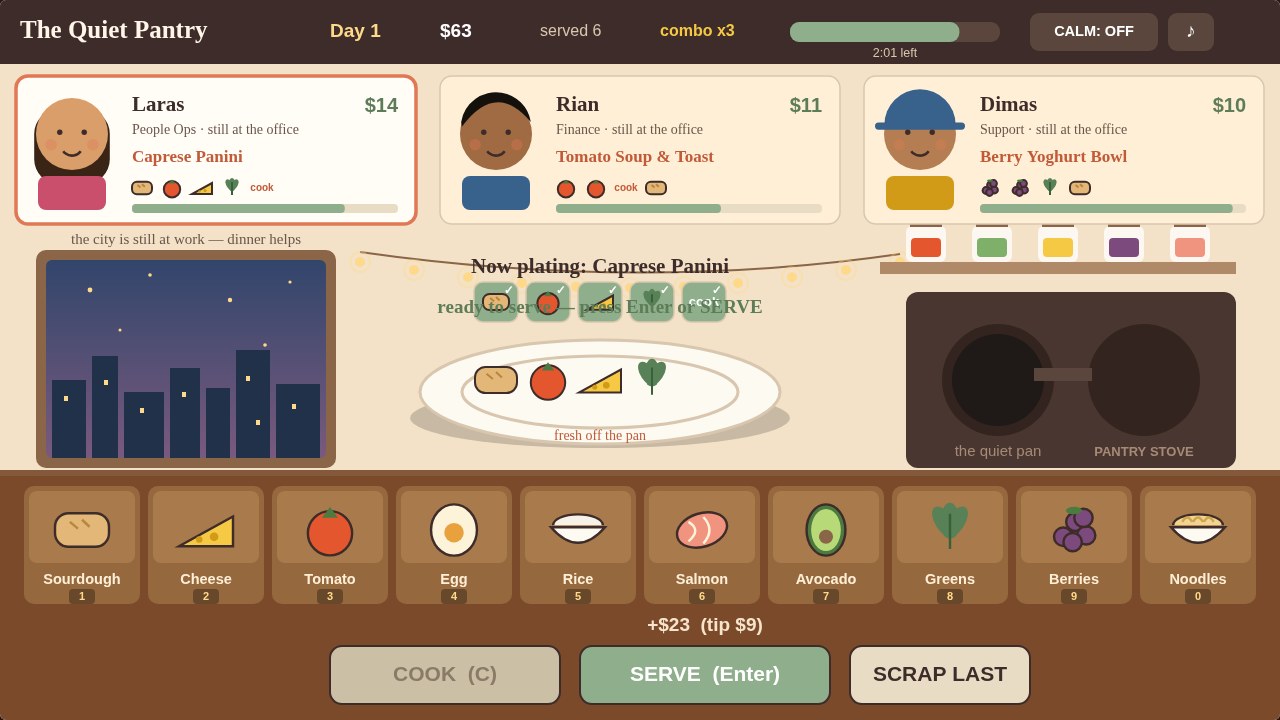 The Quiet Pantry
Day 1
$63
served 6
combo x3
2:01 left
CALM: OFF
♪
Laras
$14
People Ops · still at the office
Caprese Panini
cook
Rian
$11
Finance · still at the office
Tomato Soup & Toast
cook
Dimas
$10
Support · still at the office
Berry Yoghurt Bowl
the city is still at work — dinner helps
Now plating: Caprese Panini
cook
ready to serve — press Enter or SERVE
fresh off the pan
the quiet pan
PANTRY STOVE
Sourdough
1
Cheese
2
Tomato
3
Egg
4
Rice
5
Salmon
6
Avocado
7
Greens
8
Berries
9
Noodles
0
+$23 (tip $9)
COOK (C)
SERVE (Enter)
SCRAP LAST